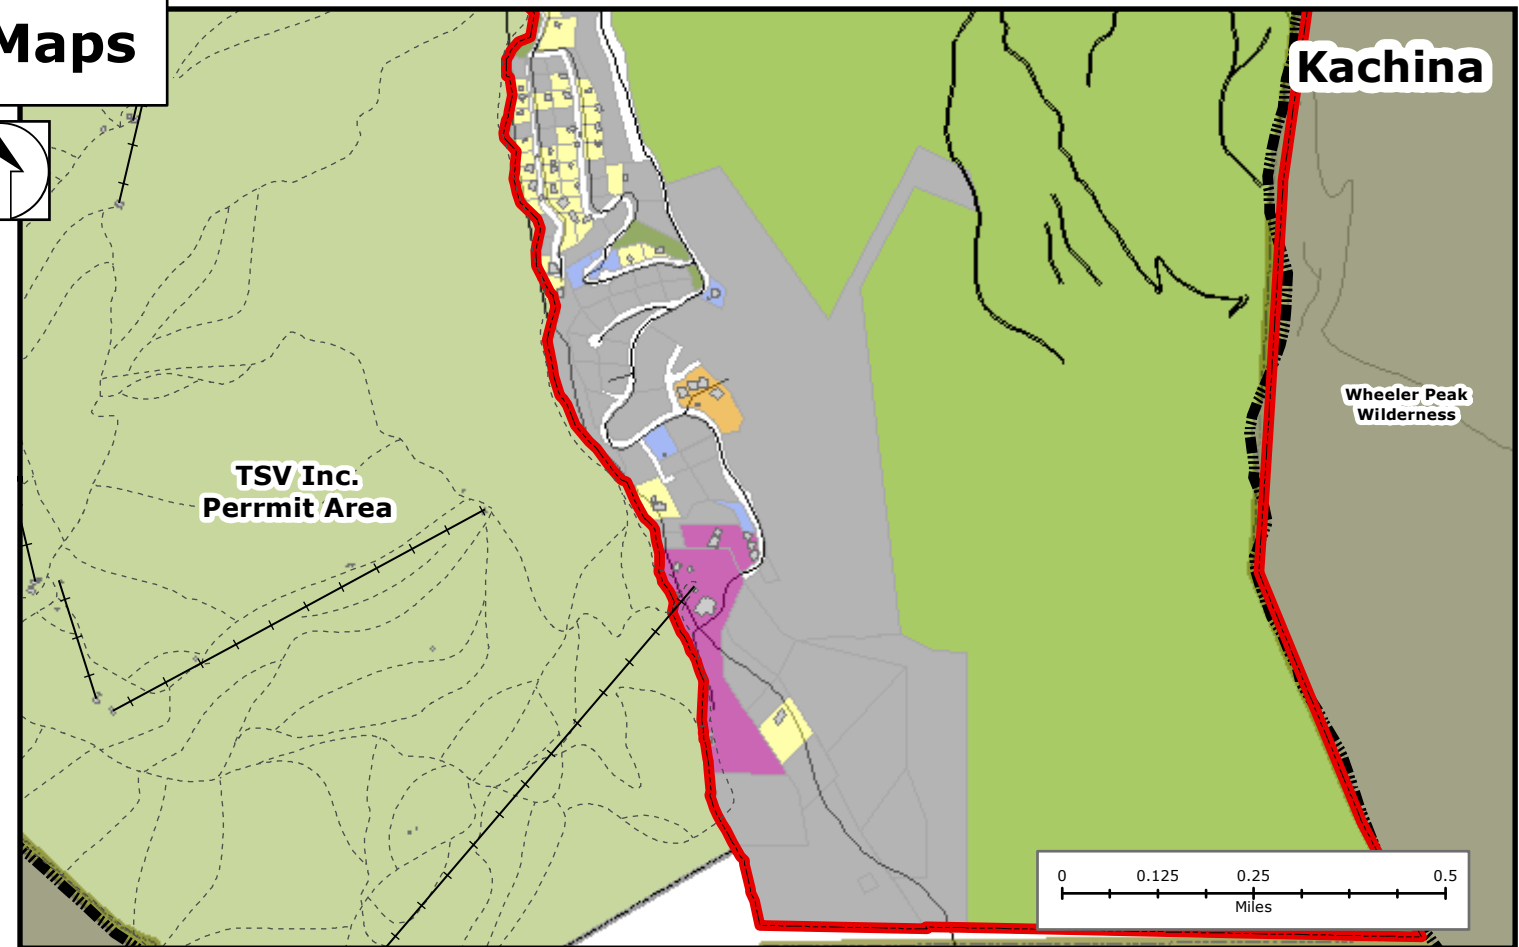 Maps
Kachina
Wheeler Peak
Wilderness
TSV Inc.
Perrmit Area
0 0.125 0.25 0.5
Miles